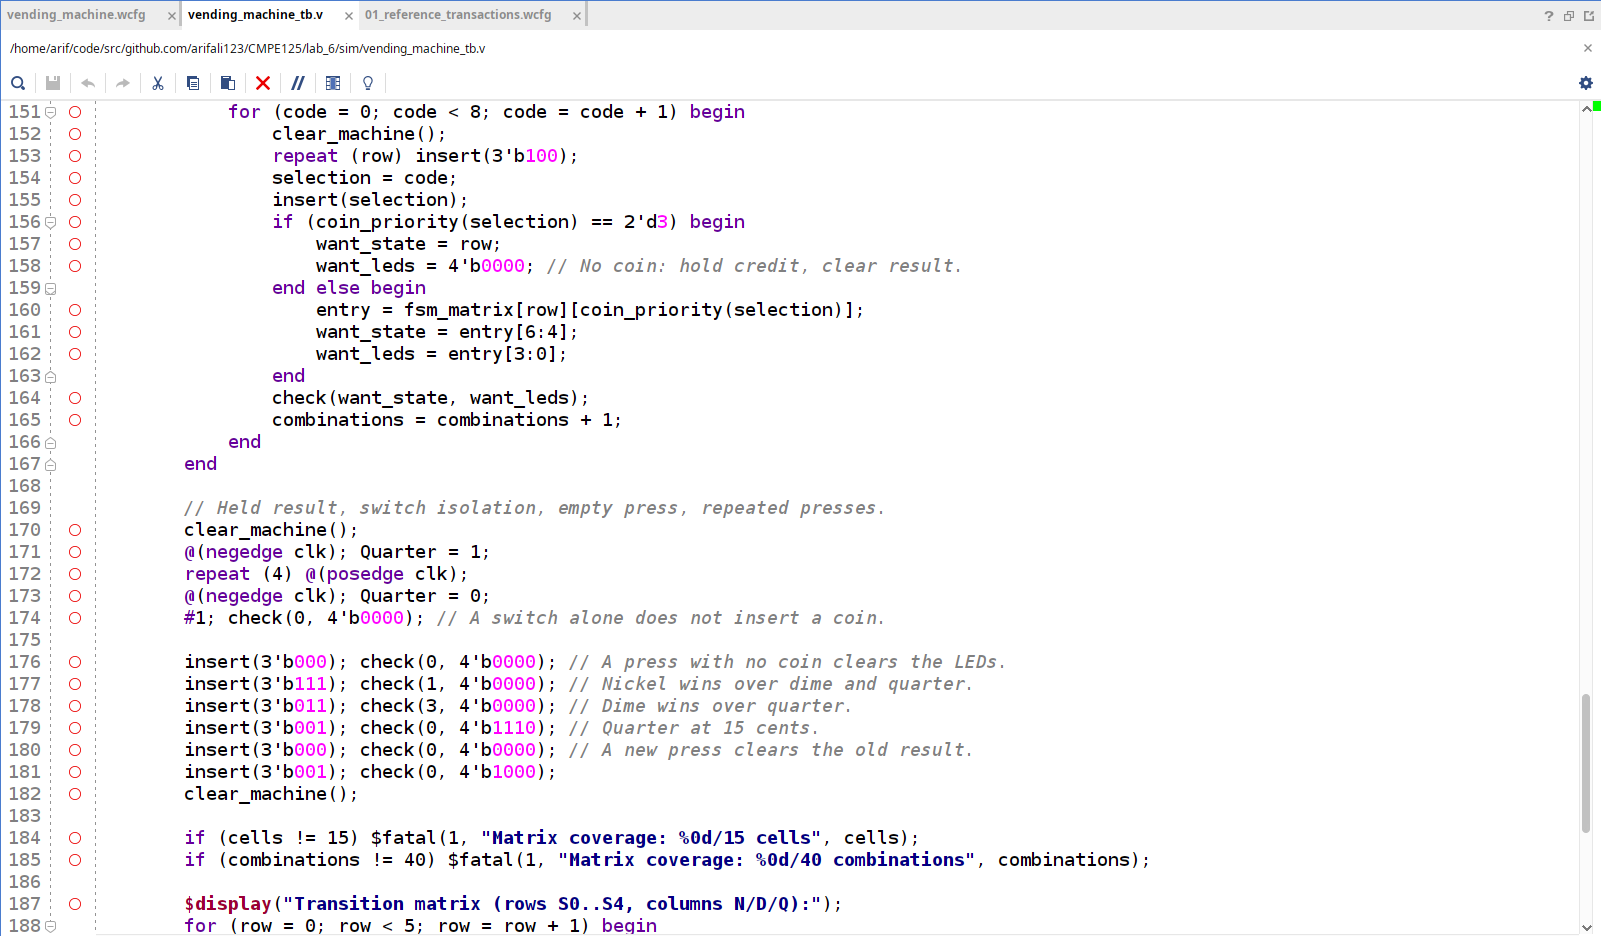 vending_machine.wcfg × vending_machine_tb.v × 01_reference_transactions.wcfg × ?
/home/arif/code/src/github.com/arifali123/CMPE125/lab_6/sim/vending_machine_tb.v ×
151 for (code = 0; code < 8; code = code + 1) begin
152 clear_machine();
153 repeat (row) insert(3'b100);
154 selection = code;
155 insert(selection);
156 if (coin_priority(selection) == 2'd3) begin
157 want_state = row;
158 want_leds = 4'b0000; // No coin: hold credit, clear result.
159 end else begin
160 entry = fsm_matrix[row][coin_priority(selection)];
161 want_state = entry[6:4];
162 want_leds = entry[3:0];
163 end
164 check(want_state, want_leds);
165 combinations = combinations + 1;
166 end
167 end
168
169 // Held result, switch isolation, empty press, repeated presses.
170 clear_machine();
171 @(negedge clk); Quarter = 1;
172 repeat (4) @(posedge clk);
173 @(negedge clk); Quarter = 0;
174 #1; check(0, 4'b0000); // A switch alone does not insert a coin.
175
176 insert(3'b000); check(0, 4'b0000); // A press with no coin clears the LEDs.
177 insert(3'b111); check(1, 4'b0000); // Nickel wins over dime and quarter.
178 insert(3'b011); check(3, 4'b0000); // Dime wins over quarter.
179 insert(3'b001); check(0, 4'b1110); // Quarter at 15 cents.
180 insert(3'b000); check(0, 4'b0000); // A new press clears the old result.
181 insert(3'b001); check(0, 4'b1000);
182 clear_machine();
183
184 if (cells != 15) $fatal(1, "Matrix coverage: %0d/15 cells", cells);
185 if (combinations != 40) $fatal(1, "Matrix coverage: %0d/40 combinations", combinations);
186
187 $display("Transition matrix (rows S0..S4, columns N/D/Q):");
188 for (row = 0; row < 5; row = row + 1) begin